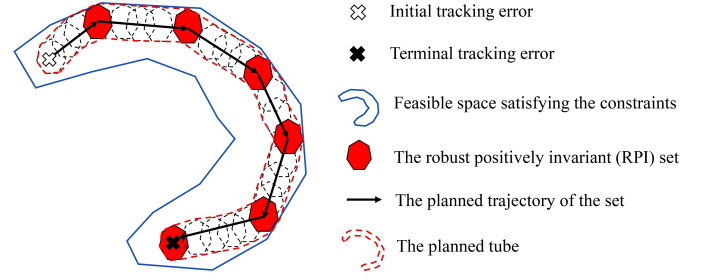 Initial tracking error
Terminal tracking error
Feasible space satisfying the constraints
The robust positively invariant (RPI) set
The planned trajectory of the set
The planned tube